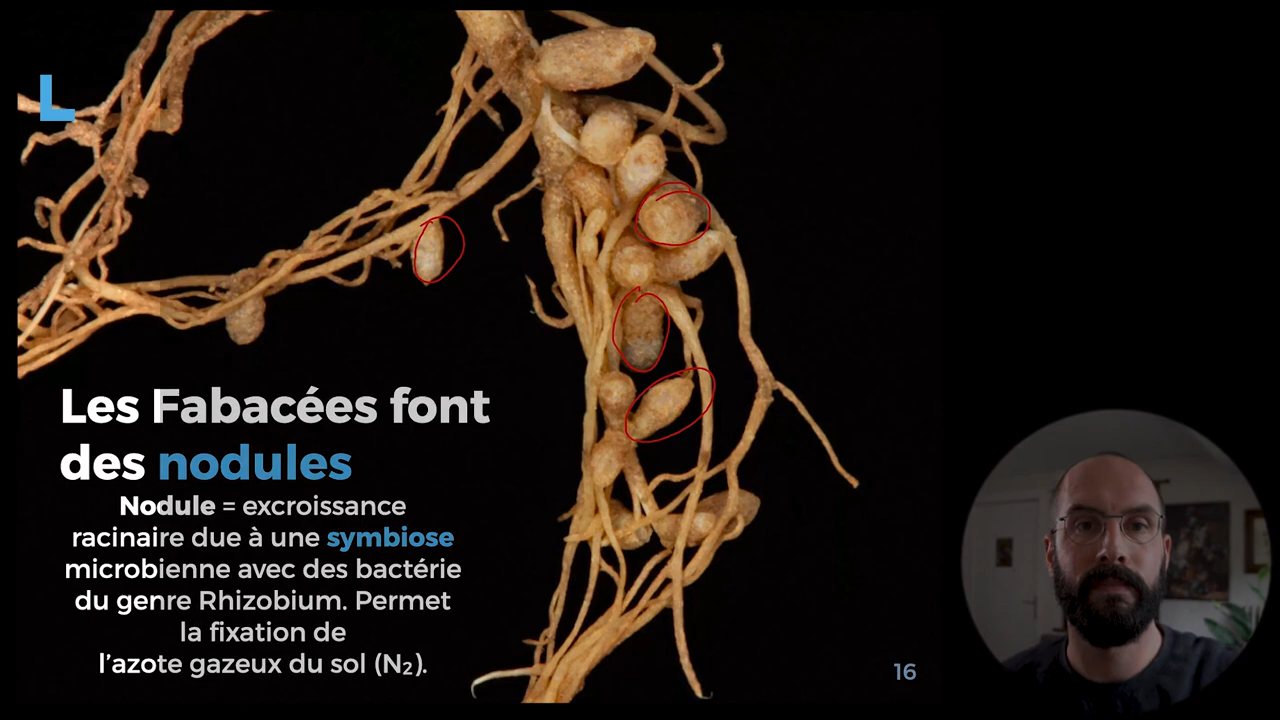 L
Les Fabacées font
des nodules
Nodule = excroissance
racinaire due à une symbiose
microbienne avec des bactérie
du genre Rhizobium. Permet
la fixation de
l'azote gazeux du sol (N₂).
16